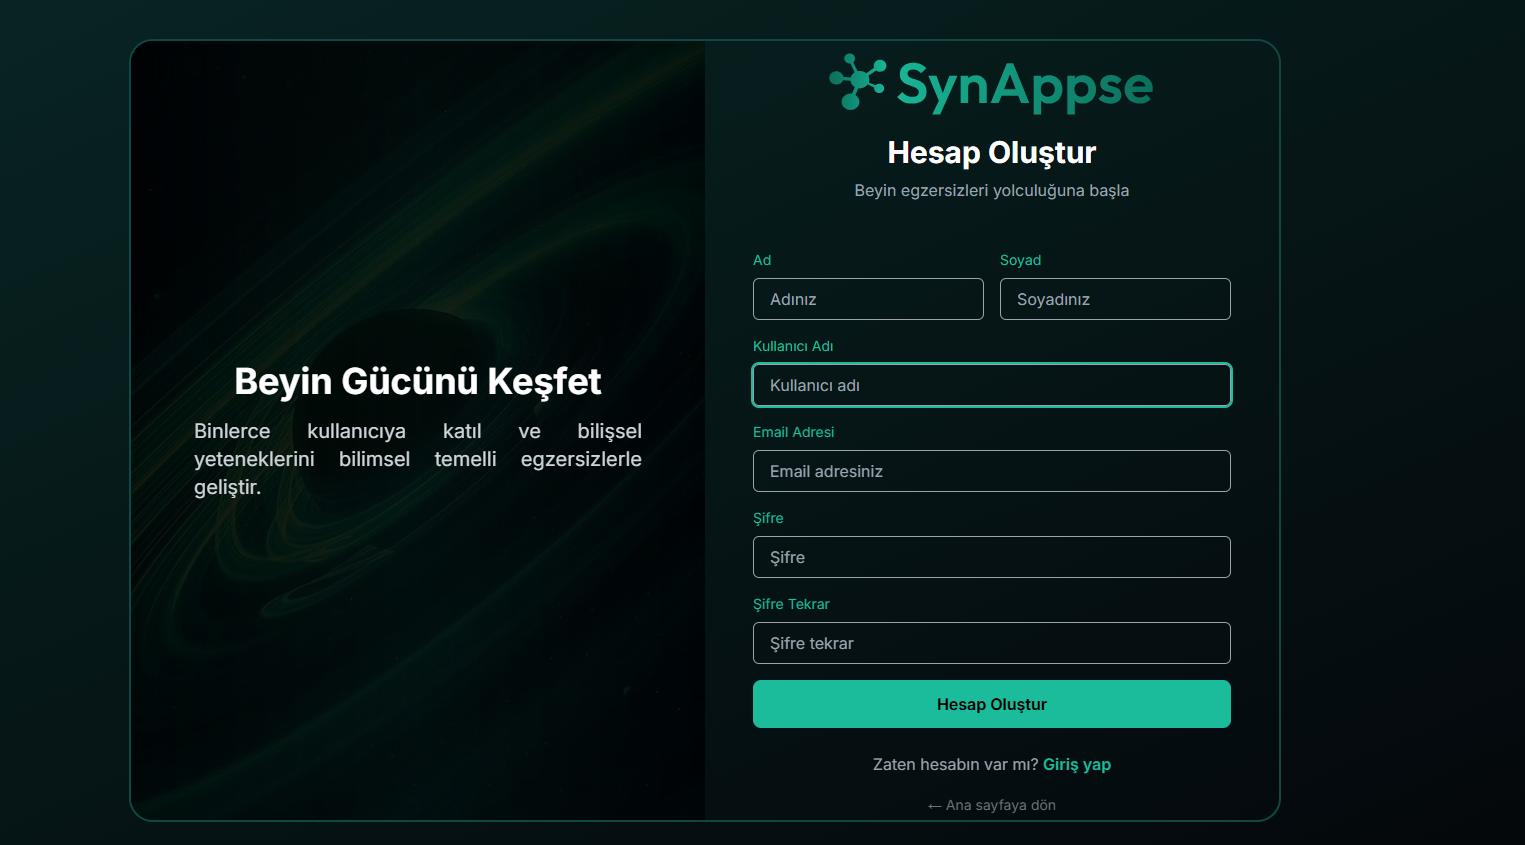 SynAppse
Hesap Oluştur
Beyin egzersizleri yolculuğuna başla
Beyin Gücünü Keşfet
Binlerce kullanıcıya katıl ve bilişsel
yeteneklerini bilimsel temelli egzersizlerle
geliştir.
Ad Soyad
Adınız Soyadınız
Kullanıcı Adı
Kullanıcı adı
Email Adresi
Email adresiniz
Şifre
Şifre
Şifre Tekrar
Şifre tekrar
Hesap Oluştur
Zaten hesabın var mı? Giriş yap
← Ana sayfaya dön